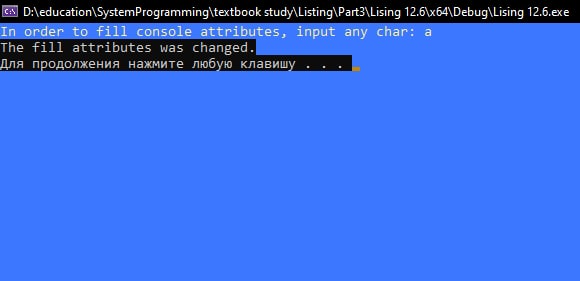 D:\education\SystemProgramming\textbook study\Listing\Part3\Lising 12.6\x64\Debug\Lising 12.6.exe
In order to fill console attributes, input any char: a
The fill attributes was changed.
Для продолжения нажмите любую клавишу . . .